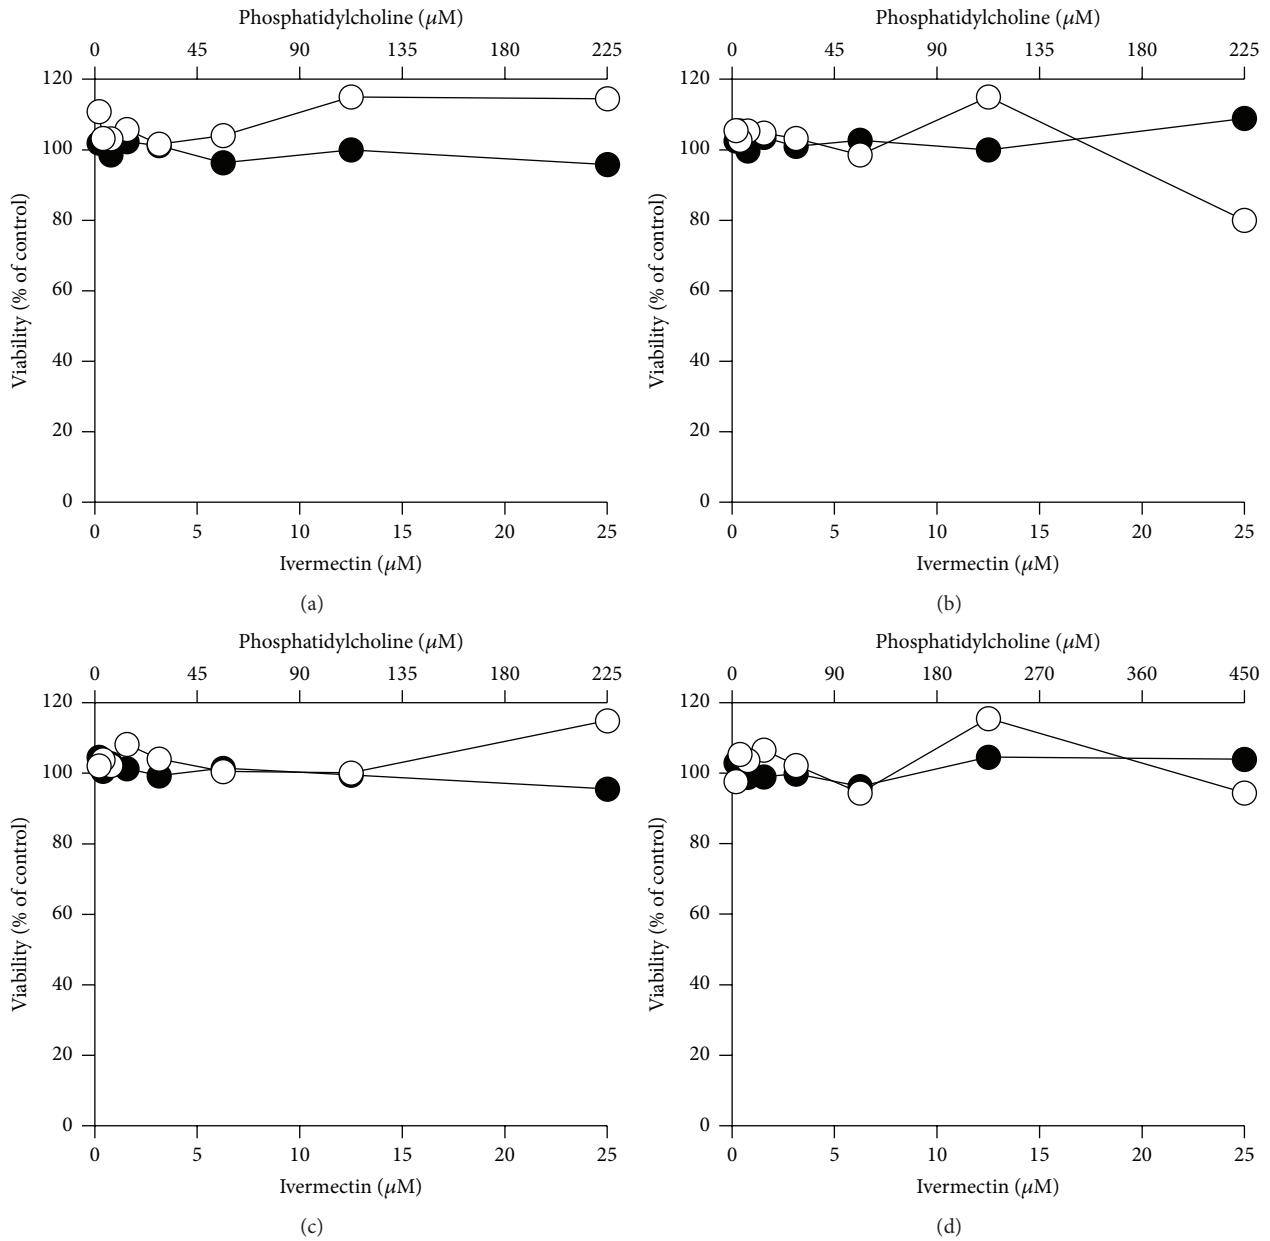 Phosphatidylcholine (μM)
0 45 90 135 180 225
120
100
80
60
40
20
0
Viability (% of control)
0 5 10 15 20 25
Ivermectin (μM)
(a)
Phosphatidylcholine (μM)
0 45 90 135 180 225
120
100
80
60
40
20
0
Viability (% of control)
0 5 10 15 20 25
Ivermectin (μM)
(b)
Phosphatidylcholine (μM)
0 45 90 135 180 225
120
100
80
60
40
20
0
Viability (% of control)
0 5 10 15 20 25
Ivermectin (μM)
(c)
Phosphatidylcholine (μM)
0 90 180 270 360 450
120
100
80
60
40
20
0
Viability (% of control)
0 5 10 15 20 25
Ivermectin (μM)
(d)